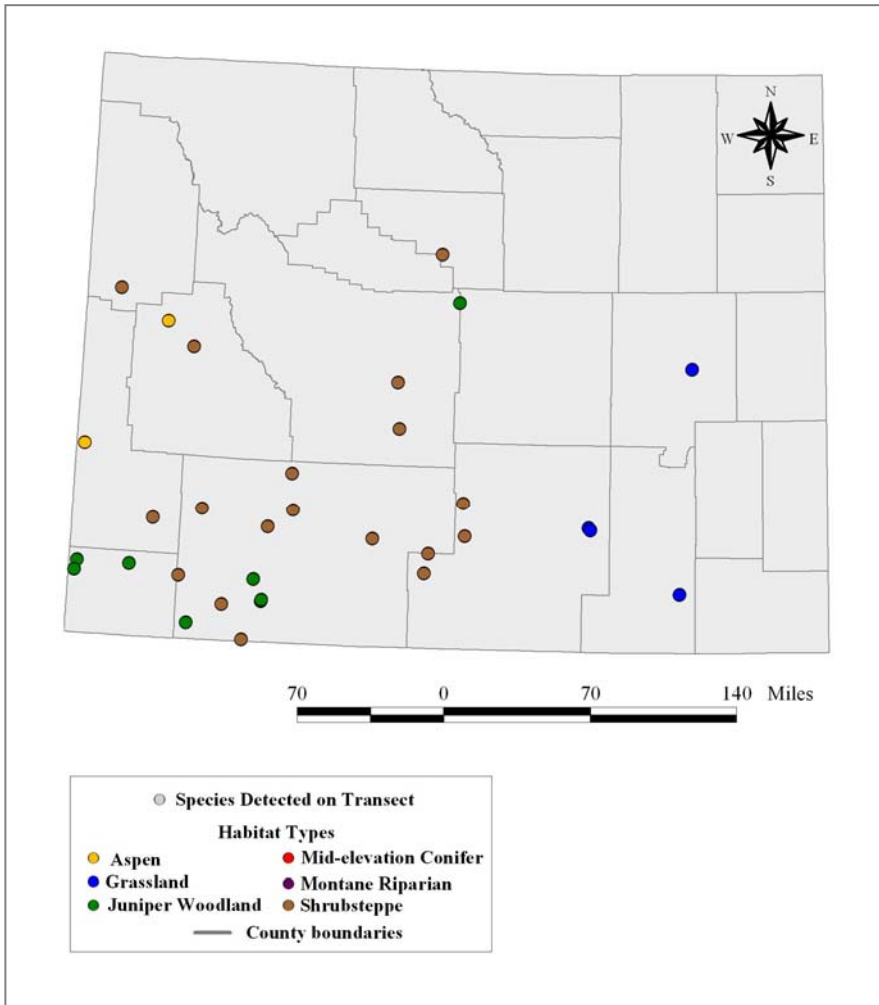 N
W E
S
70 0 70 140 Miles
Species Detected on Transect
Habitat Types
Aspen
Mid-elevation Conifer
Grassland
Montane Riparian
Juniper Woodland
Shrubsteppe
County boundaries